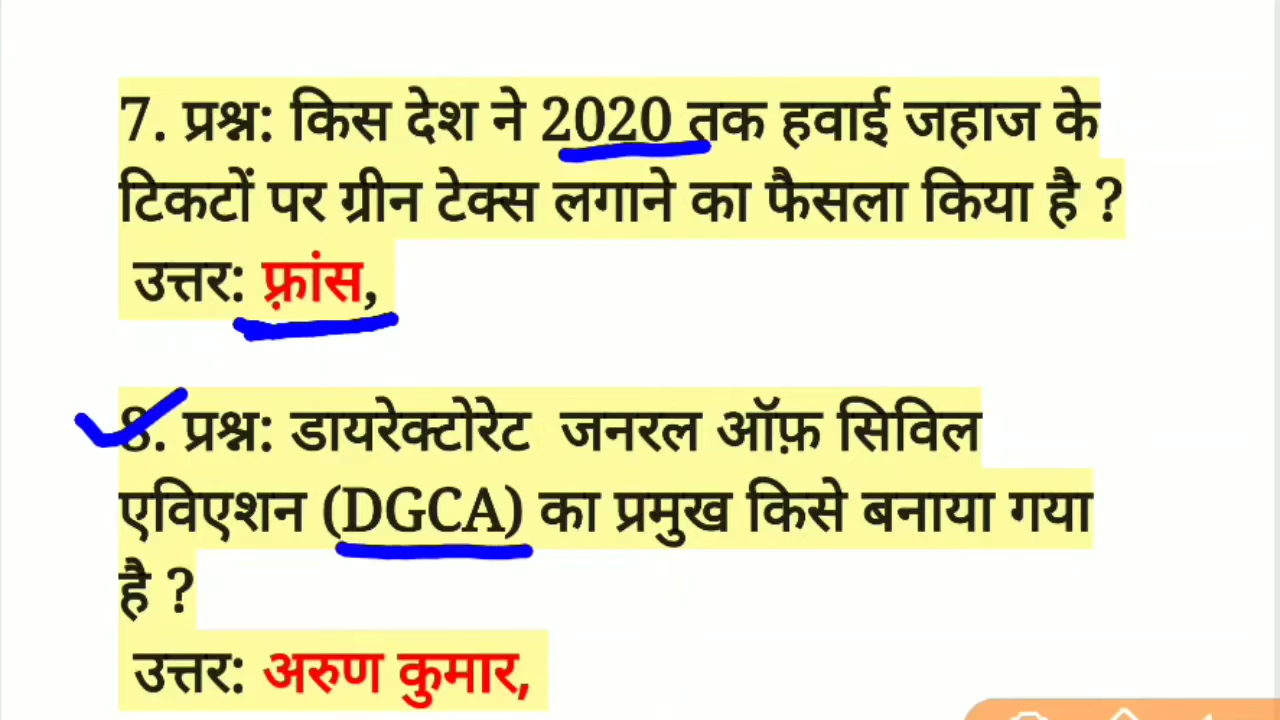 7. प्रश्न: किस देश ने 2020 तक हवाई जहाज के
टिकटों पर ग्रीन टेक्स लगाने का फैसला किया है ?
उत्तर: फ़्रांस,
8. प्रश्न: डायरेक्टोरेट जनरल ऑफ़ सिविल
एविएशन (DGCA) का प्रमुख किसे बनाया गया
है ?
उत्तर: अरुण कुमार,